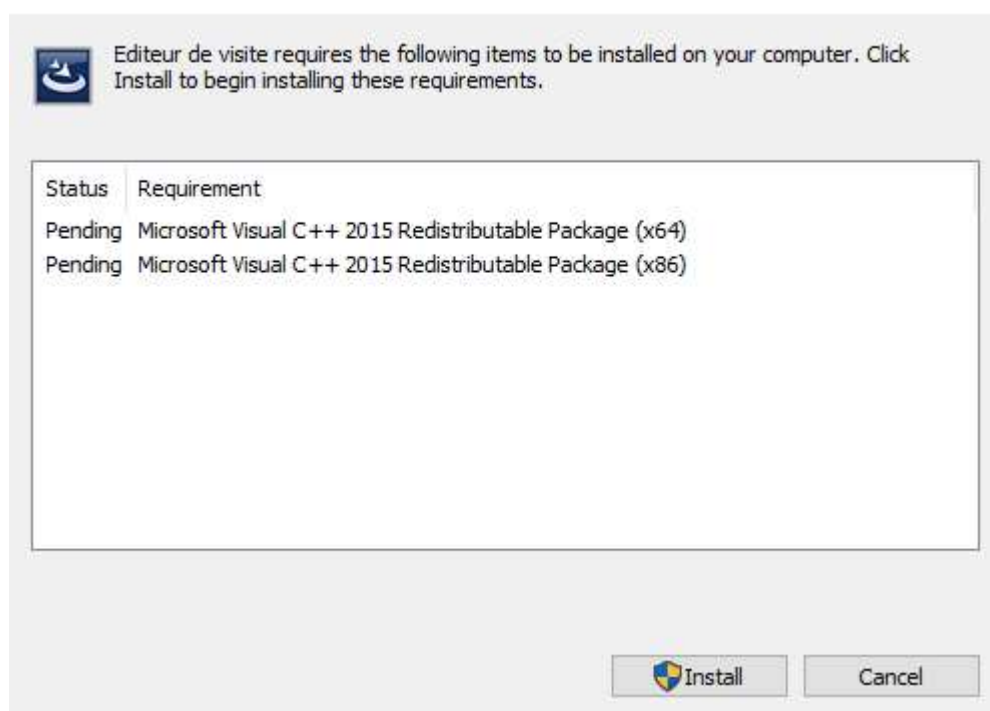 Editeur de visite requires the following items to be installed on your computer. Click
Install to begin installing these requirements.
Status Requirement
Pending Microsoft Visual C++ 2015 Redistributable Package (x64)
Pending Microsoft Visual C++ 2015 Redistributable Package (x86)
Install Cancel